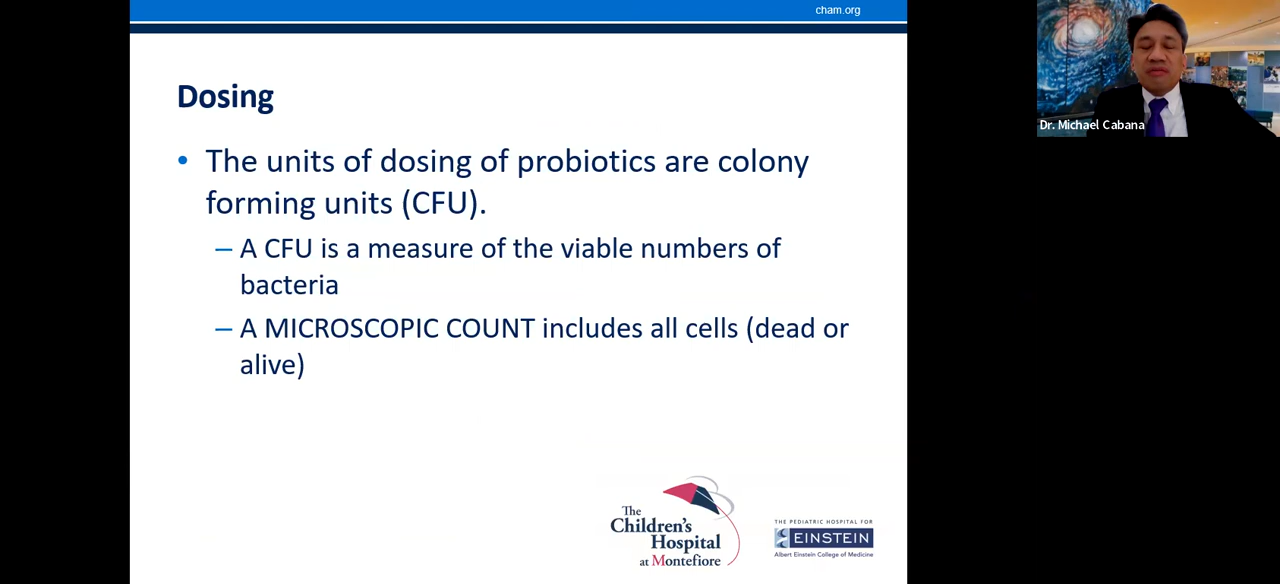 cham.org
Dosing
• The units of dosing of probiotics are colony
forming units (CFU).
– A CFU is a measure of the viable numbers of
bacteria
– A MICROSCOPIC COUNT includes all cells (dead or
alive)
The
Children's
Hospital
at Montefiore
THE PEDIATRIC HOSPITAL FOR
EINSTEIN
Albert Einstein College of Medicine
Dr. Michael Cabana